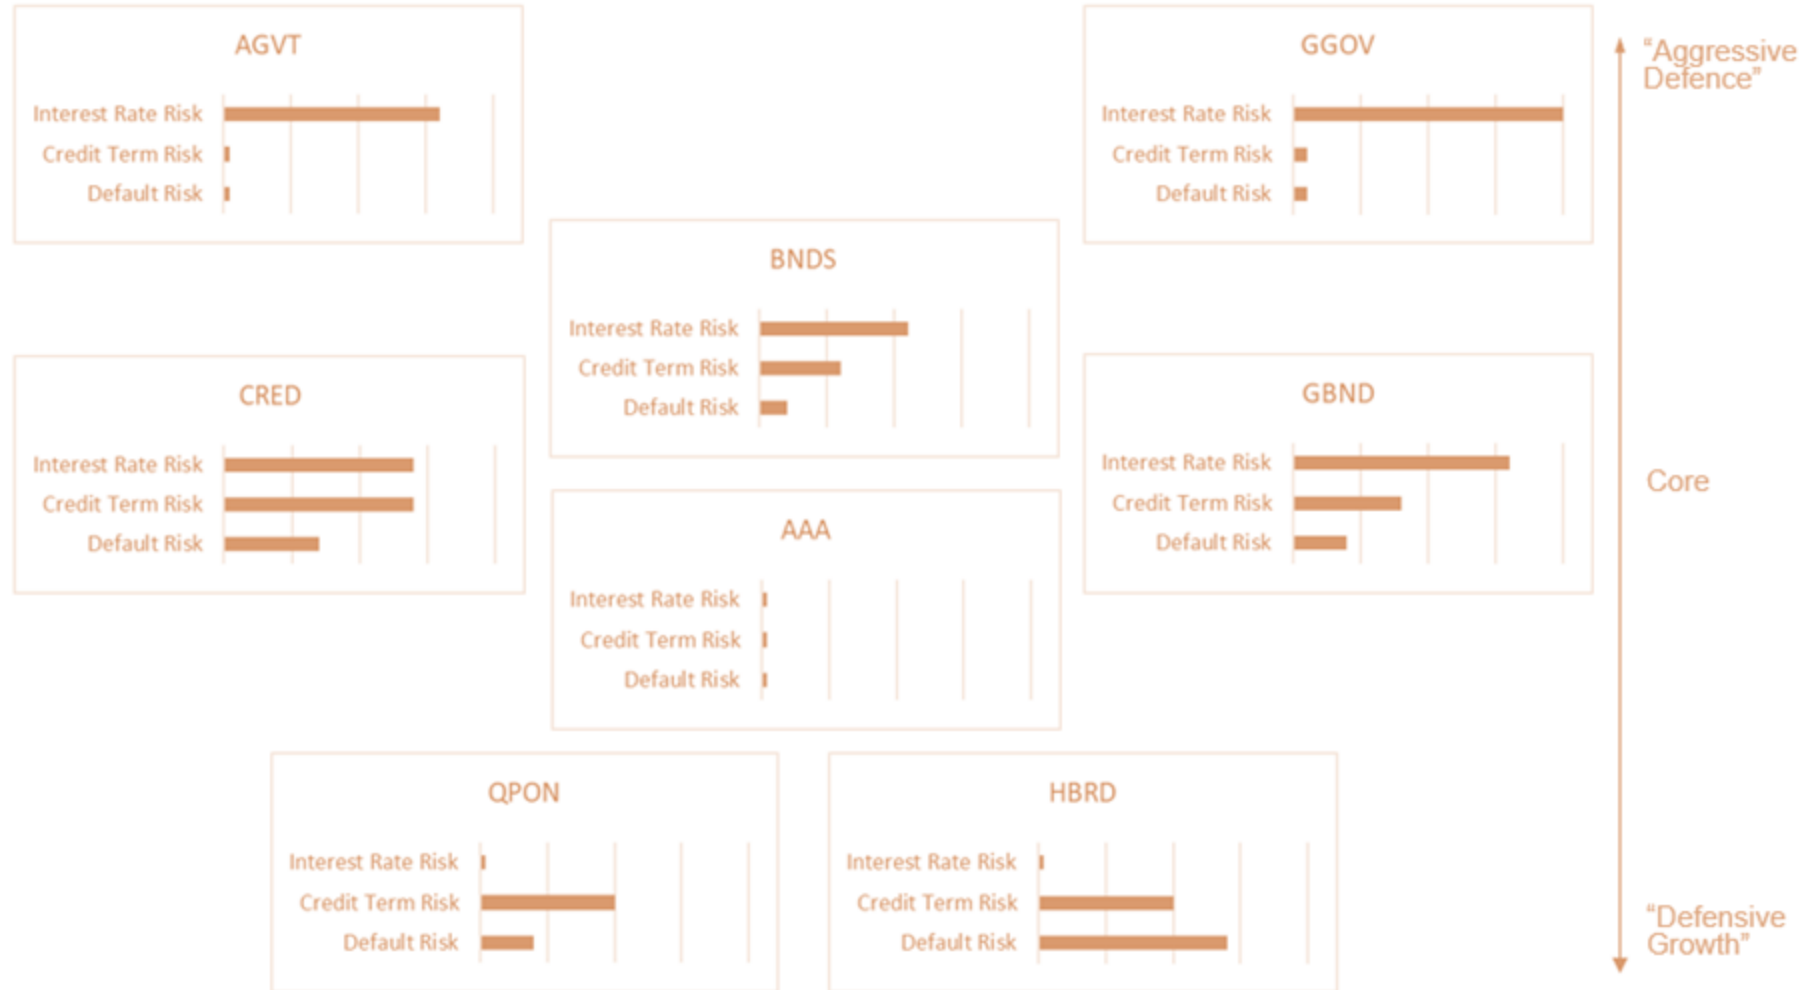 AGVT
Interest Rate Risk
Credit Term Risk
Default Risk
GGOV
Interest Rate Risk
Credit Term Risk
Default Risk
“Aggressive
Defence”
BNDS
Interest Rate Risk
Credit Term Risk
Default Risk
CRED
Interest Rate Risk
Credit Term Risk
Default Risk
GBND
Interest Rate Risk
Credit Term Risk
Default Risk
Core
AAA
Interest Rate Risk
Credit Term Risk
Default Risk
QPON
Interest Rate Risk
Credit Term Risk
Default Risk
HBRD
Interest Rate Risk
Credit Term Risk
Default Risk
“Defensive
Growth”